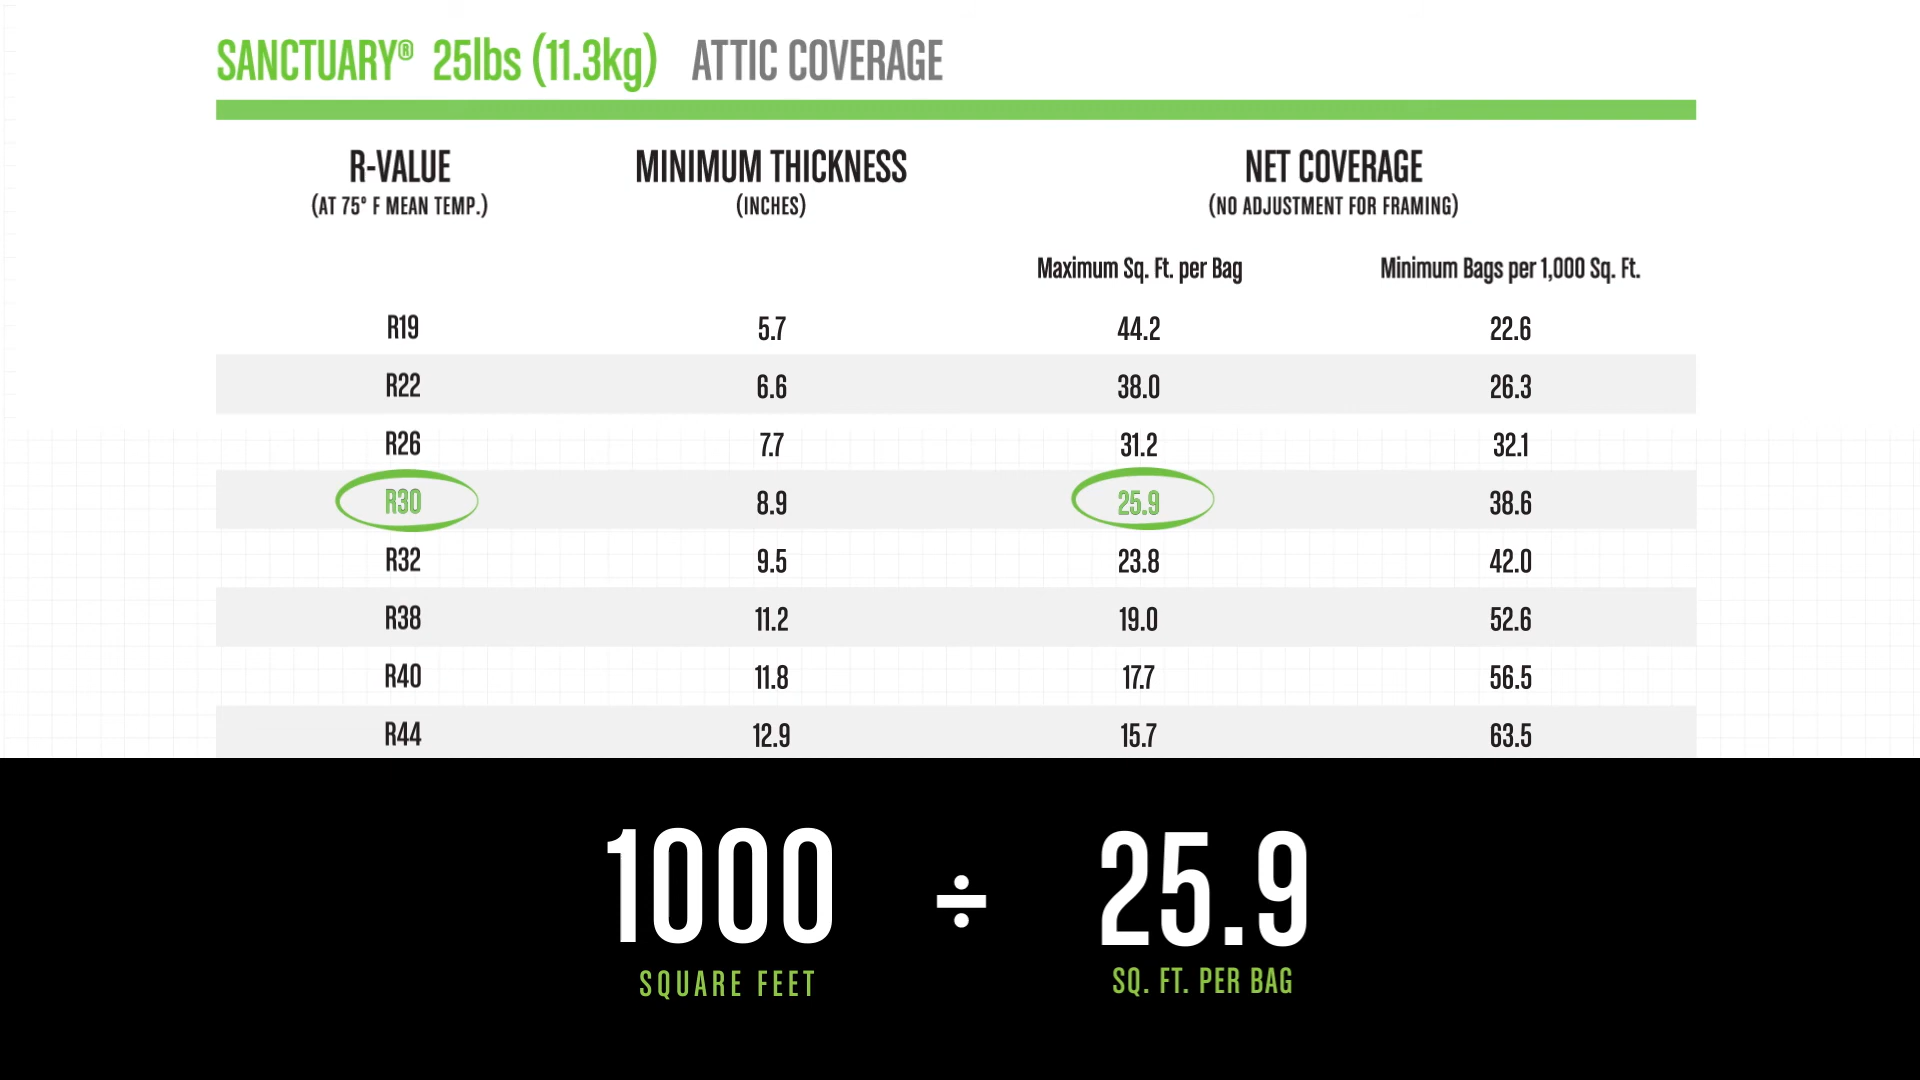 SANCTUARY® 25lbs (11.3kg) ATTIC COVERAGE
R-VALUE MINIMUM THICKNESS NET COVERAGE
(AT 75° F MEAN TEMP.) (INCHES) (NO ADJUSTMENT FOR FRAMING)
Maximum Sq. Ft. per Bag Minimum Bags per 1,000 Sq. Ft.
R19 5.7 44.2 22.6
R22 6.6 38.0 26.3
R26 7.7 31.2 32.1
R30 8.9 25.9 38.6
R32 9.5 23.8 42.0
R38 11.2 19.0 52.6
R40 11.8 17.7 56.5
R44 12.9 15.7 63.5
1000 ÷ 25.9
SQUARE FEET SQ. FT. PER BAG